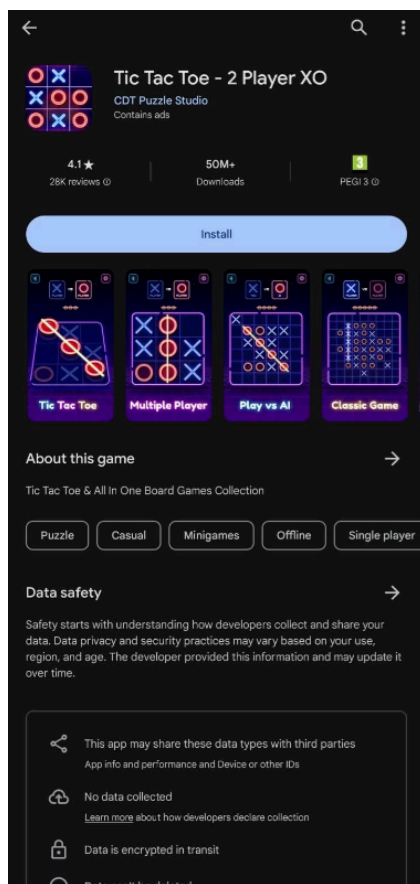 Tic Tac Toe - 2 Player XO
CDT Puzzle Studio
Contains ads
4.1★
28K reviews
50M+
Downloads
3
PEGI 3
Install
Tic Tac Toe
Multiple Player
Play vs AI
Classic Game
About this game
Tic Tac Toe & All In One Board Games Collection
Puzzle
Casual
Minigames
Offline
Single player
Data safety
Safety starts with understanding how developers collect and share your
data. Data privacy and security practices may vary based on your use,
region, and age. The developer provided this information and may update it
over time.
This app may share these data types with third parties
App info and performance and Device or other IDs
No data collected
Learn more about how developers declare collection
Data is encrypted in transit